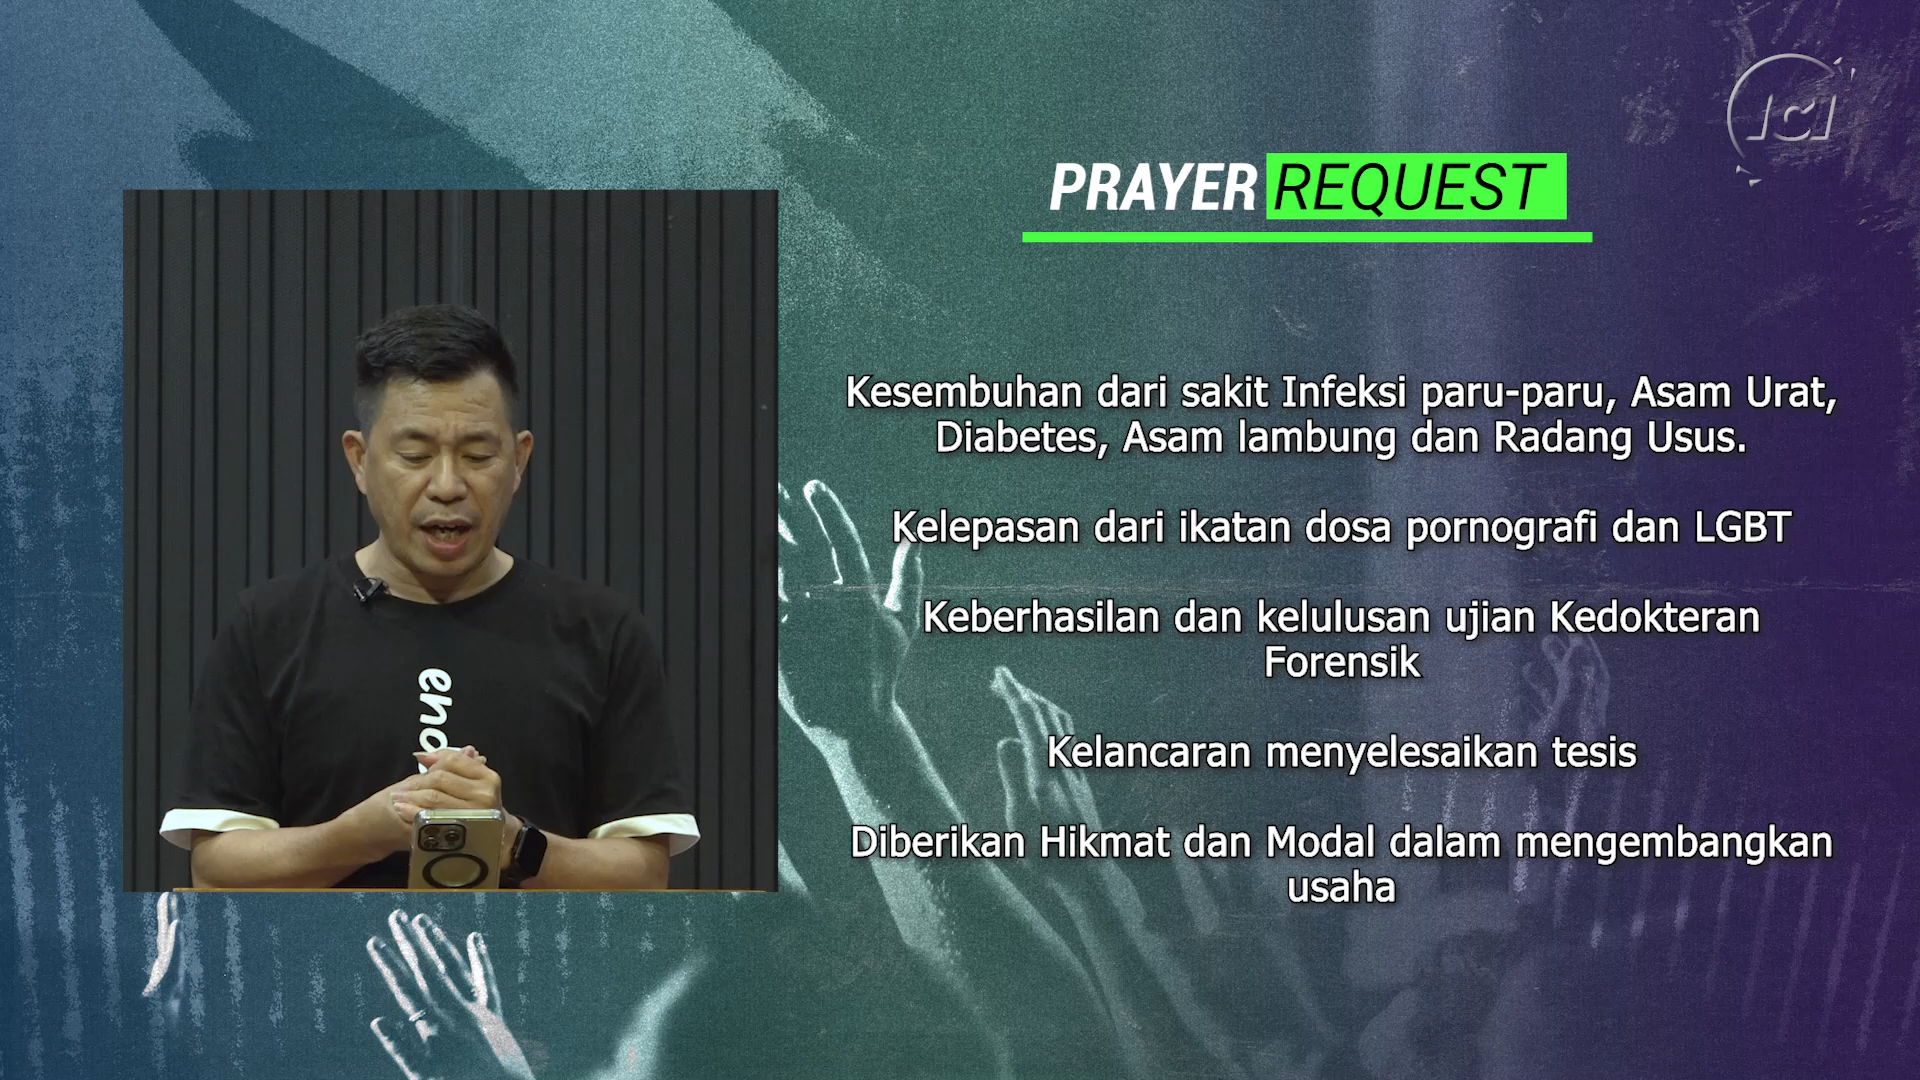 ICI
PRAYER REQUEST
Kesembuhan dari sakit Infeksi paru-paru, Asam Urat,
Diabetes, Asam lambung dan Radang Usus.
Kelepasan dari ikatan dosa pornografi dan LGBT
Keberhasilan dan kelulusan ujian Kedokteran
Forensik
Kelancaran menyelesaikan tesis
Diberikan Hikmat dan Modal dalam mengembangkan
usaha